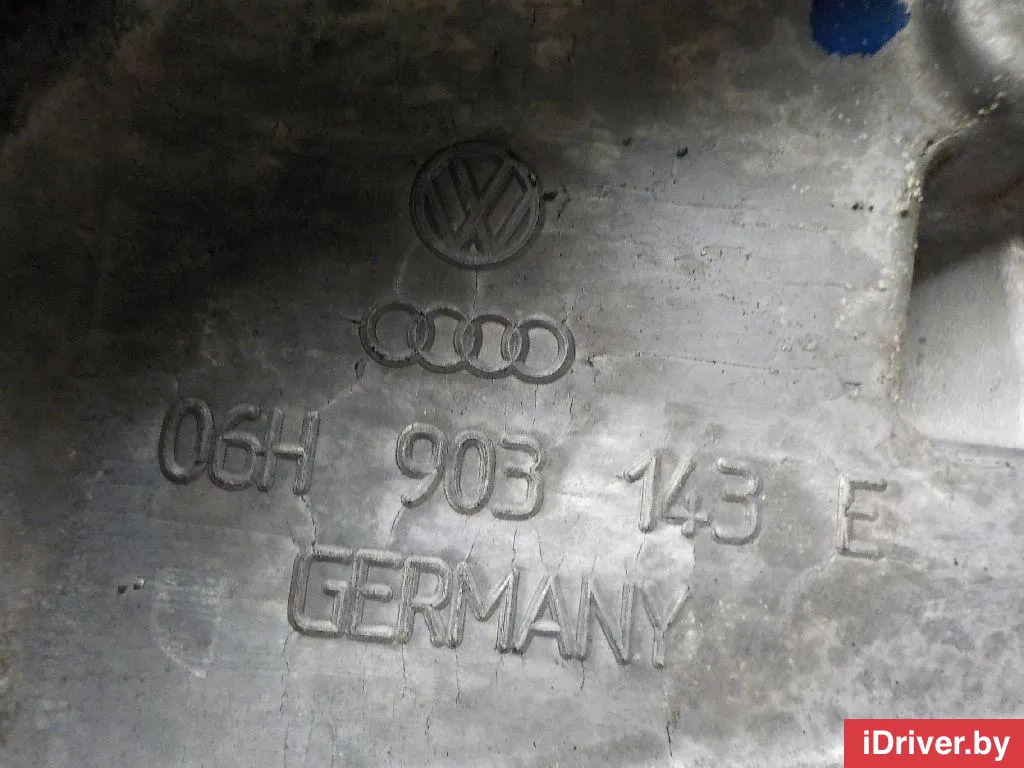 06H 903 143 E
GERMANY
iDriver.by